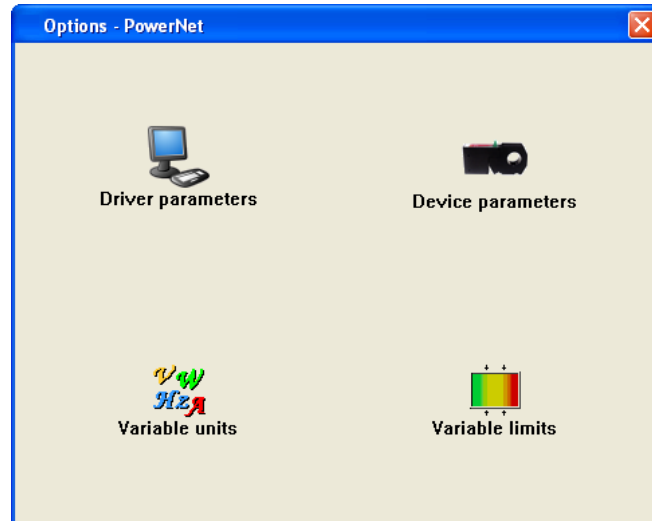 Options - PowerNet
Driver parameters
Device parameters
V W
Hz A
Variable units
Variable limits